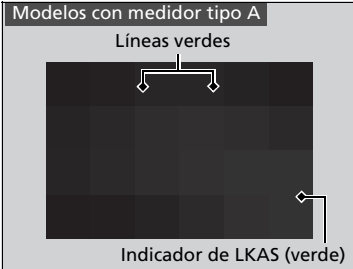 Modelos con medidor tipo A
Líneas verdes
Indicador de LKAS (verde)